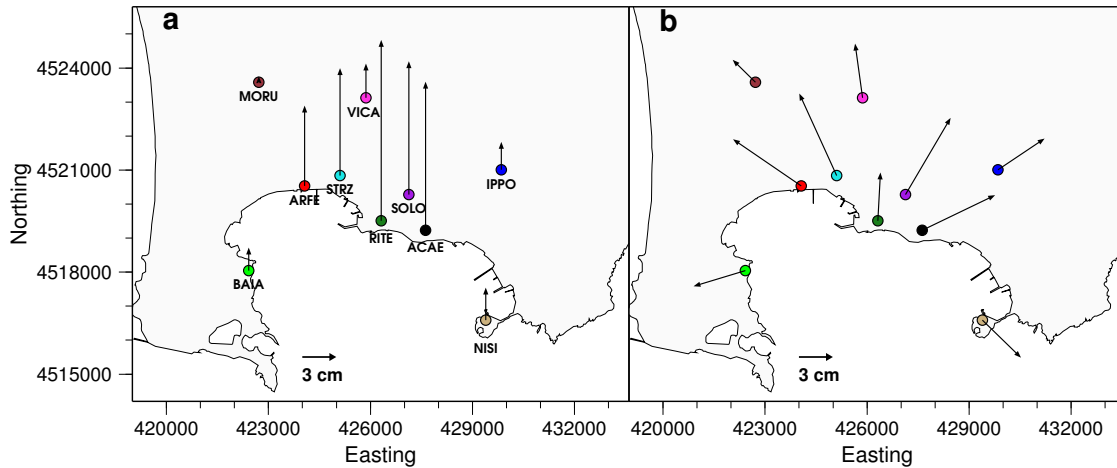 a
b
4524000
MORU
VICA
4521000
ARFE
STRZ
SOLO
IPPO
RITE
ACAE
4518000
BAIA
NISI
4515000
3 cm
3 cm
Northing
420000 423000 426000 429000 432000
420000 423000 426000 429000 432000
Easting
Easting